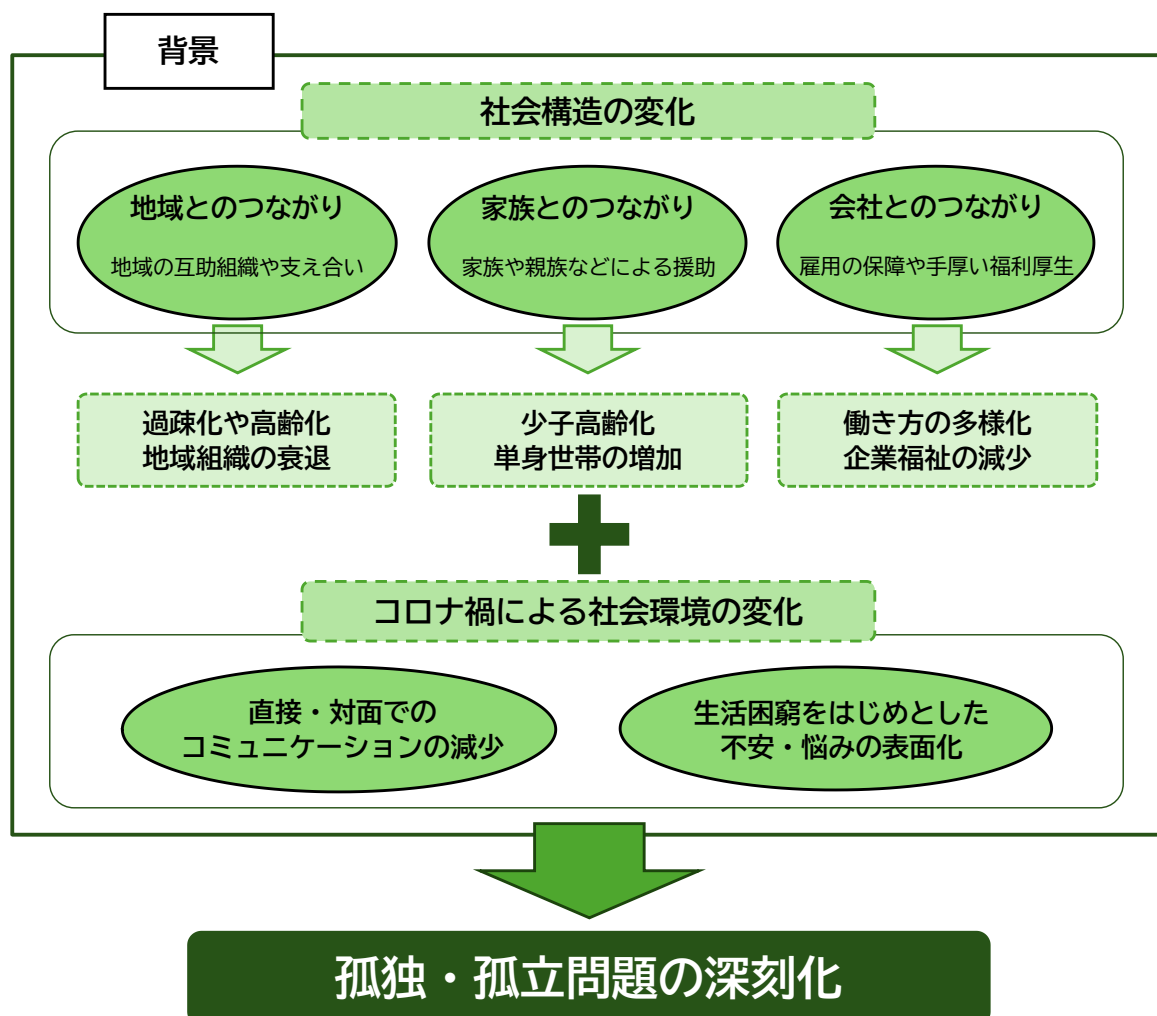 背景
社会構造の変化
地域とのつながり
地域の互助組織や支え合い
家族とのつながり
家族や親族などによる援助
会社とのつながり
雇用の保障や手厚い福利厚生
過疎化や高齢化
地域組織の衰退
少子高齢化
単身世帯の増加
働き方の多様化
企業福祉の減少
コロナ禍による社会環境の変化
直接・対面での
コミュニケーションの減少
生活困窮をはじめとした
不安・悩みの表面化
孤独・孤立問題の深刻化